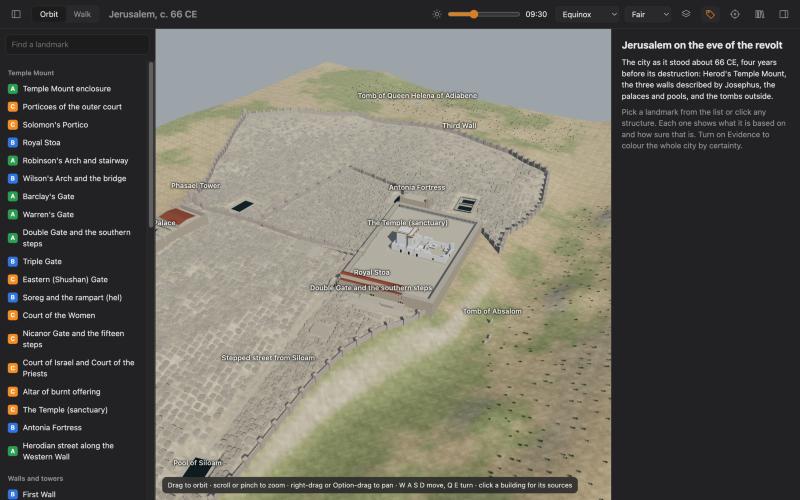 Orbit
Walk
Jerusalem, c. 66 CE
09:30
Equinox
Fair
Find a landmark
Temple Mount
A Temple Mount enclosure
C Porticoes of the outer court
C Solomon's Portico
B Royal Stoa
A Robinson's Arch and stairway
B Wilson's Arch and the bridge
A Barclay's Gate
A Warren's Gate
A Double Gate and the southern
steps
B Triple Gate
C Eastern (Shushan) Gate
B Soreg and the rampart (hel)
C Court of the Women
C Nicanor Gate and the fifteen
steps
C Court of Israel and Court of the
Priests
C Altar of burnt offering
C The Temple (sanctuary)
B Antonia Fortress
A Herodian street along the
Western Wall
Walls and towers
B First Wall
Tomb of Queen Helena of Adiabene
Third Wall
Phasael Tower
Antonia Fortress
Palace
The Temple (sanctuary)
Royal Stoa
Double Gate and the southern steps
Tomb of Absalom
Stepped street from Siloam
Pool of Siloam
Drag to orbit · scroll or pinch to zoom · right-drag or Option-drag to pan · W A S D move, Q E turn · click a building for its sources
Jerusalem on the eve of the revolt
The city as it stood about 66 CE, four years
before its destruction: Herod's Temple Mount,
the three walls described by Josephus, the
palaces and pools, and the tombs outside.
Pick a landmark from the list or click any
structure. Each one shows what it is based on
and how sure that is. Turn on Evidence to
colour the whole city by certainty.